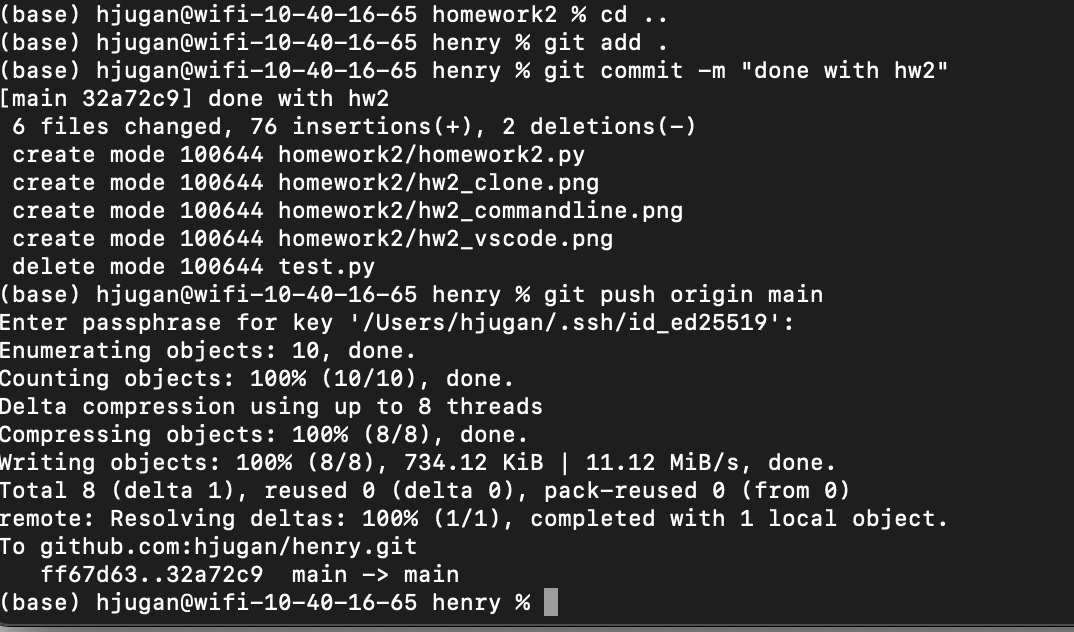 (base) hjugan@wifi-10-40-16-65 homework2 % cd ..
(base) hjugan@wifi-10-40-16-65 henry % git add .
(base) hjugan@wifi-10-40-16-65 henry % git commit -m "done with hw2"
[main 32a72c9] done with hw2
 6 files changed, 76 insertions(+), 2 deletions(-)
 create mode 100644 homework2/homework2.py
 create mode 100644 homework2/hw2_clone.png
 create mode 100644 homework2/hw2_commandline.png
 create mode 100644 homework2/hw2_vscode.png
 delete mode 100644 test.py
(base) hjugan@wifi-10-40-16-65 henry % git push origin main
Enter passphrase for key '/Users/hjugan/.ssh/id_ed25519':
Enumerating objects: 10, done.
Counting objects: 100% (10/10), done.
Delta compression using up to 8 threads
Compressing objects: 100% (8/8), done.
Writing objects: 100% (8/8), 734.12 KiB | 11.12 MiB/s, done.
Total 8 (delta 1), reused 0 (delta 0), pack-reused 0 (from 0)
remote: Resolving deltas: 100% (1/1), completed with 1 local object.
To github.com:hjugan/henry.git
   ff67d63..32a72c9  main -> main
(base) hjugan@wifi-10-40-16-65 henry %